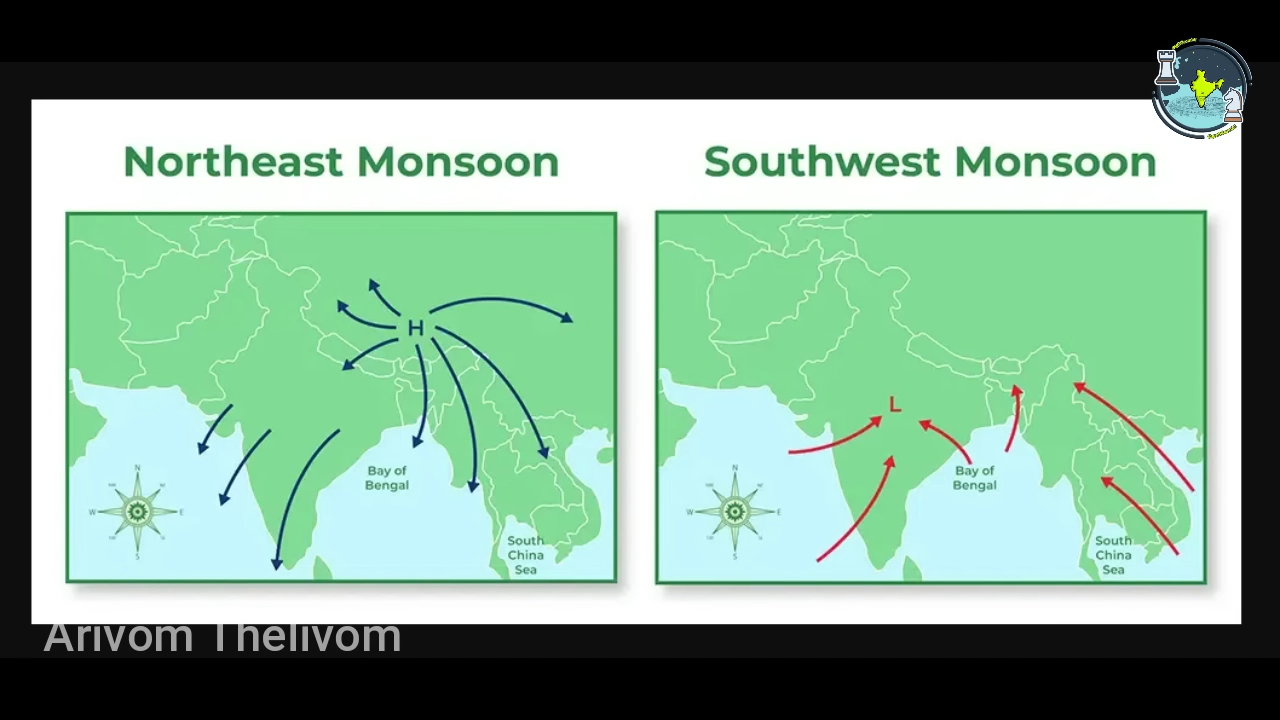 Northeast Monsoon
Southwest Monsoon
H
Bay of
Bengal
South
China
Sea
N
W
E
S
L
Bay of
Bengal
South
China
Sea
N
W
E
S
Arivom Thelivom